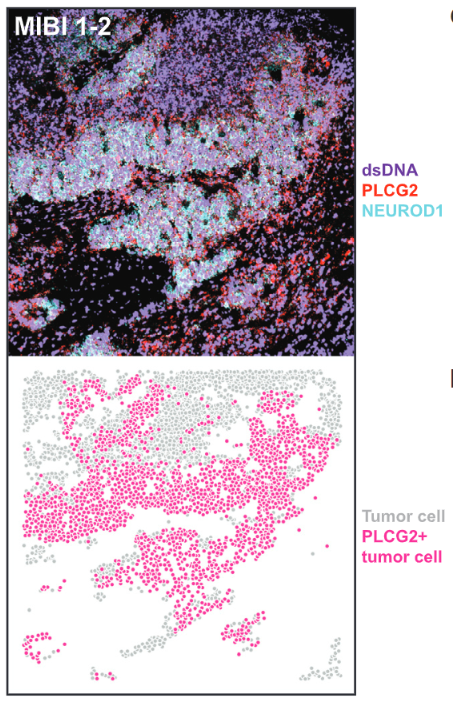 MIBI 1-2
dsDNA
PLCG2
NEUROD1
Tumor cell
PLCG2+
tumor cell